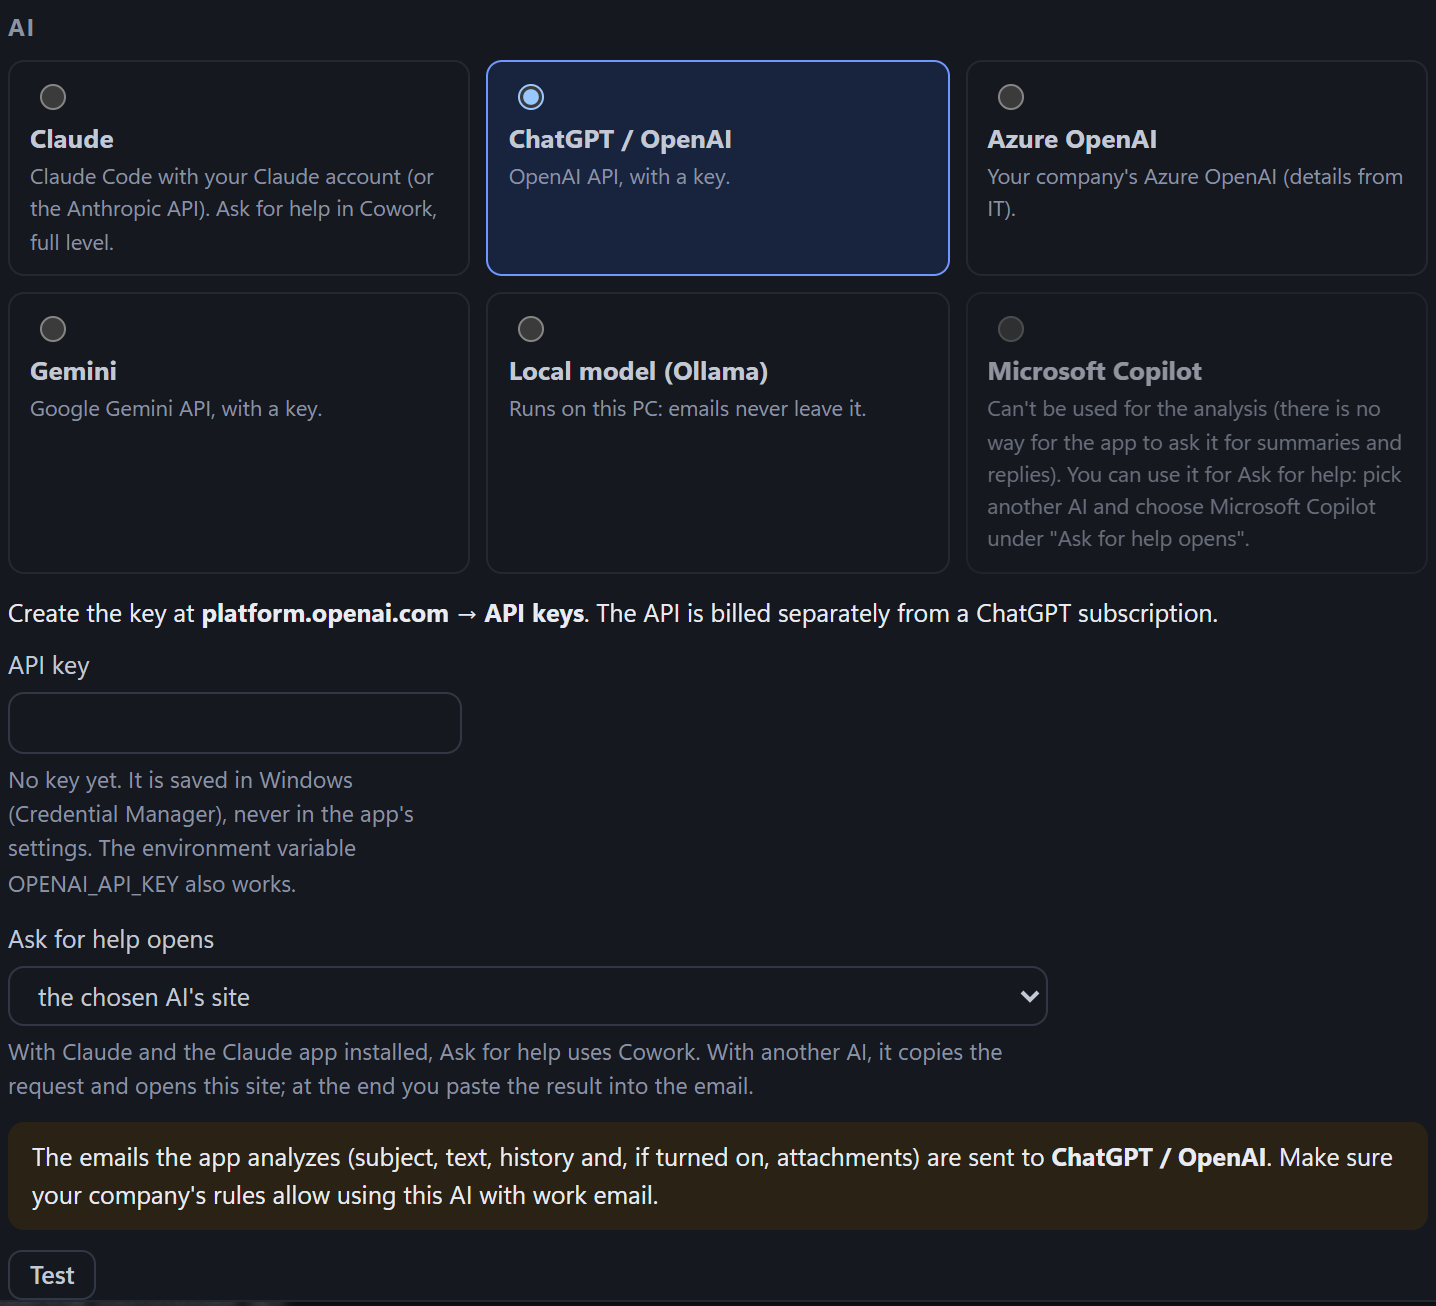 AI
Claude
Claude Code with your Claude account (or
the Anthropic API). Ask for help in Cowork,
full level.
ChatGPT / OpenAI
OpenAI API, with a key.
Azure OpenAI
Your company's Azure OpenAI (details from
IT).
Gemini
Google Gemini API, with a key.
Local model (Ollama)
Runs on this PC: emails never leave it.
Microsoft Copilot
Can't be used for the analysis (there is no
way for the app to ask it for summaries and
replies). You can use it for Ask for help: pick
another AI and choose Microsoft Copilot
under "Ask for help opens".
Create the key at platform.openai.com → API keys. The API is billed separately from a ChatGPT subscription.
API key
No key yet. It is saved in Windows
(Credential Manager), never in the app's
settings. The environment variable
OPENAI_API_KEY also works.
Ask for help opens
the chosen AI's site
With Claude and the Claude app installed, Ask for help uses Cowork. With another AI, it copies the
request and opens this site; at the end you paste the result into the email.
The emails the app analyzes (subject, text, history and, if turned on, attachments) are sent to ChatGPT / OpenAI. Make sure
your company's rules allow using this AI with work email.
Test